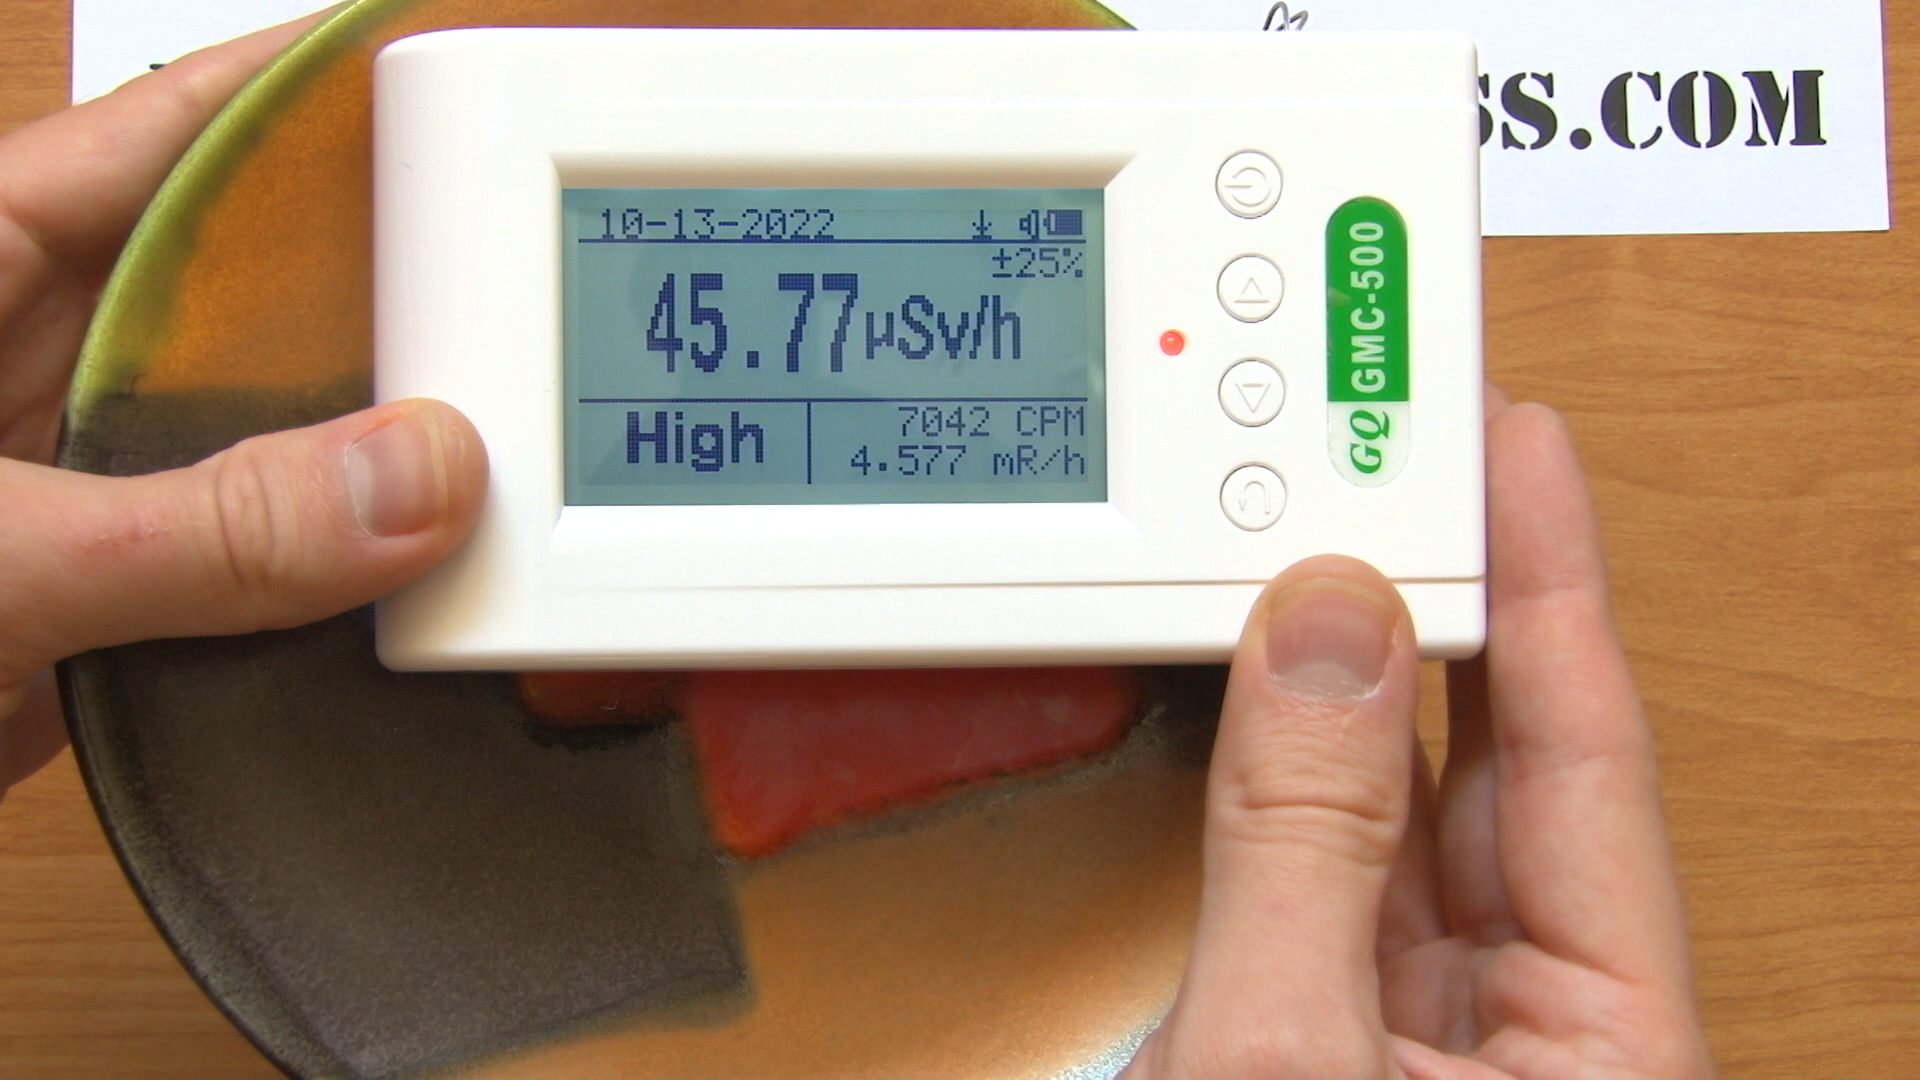 SS.COM
10-13-2022
±25%
45.77μSv/h
High
7042 CPM
4.577 mR/h
GQ GMC-500